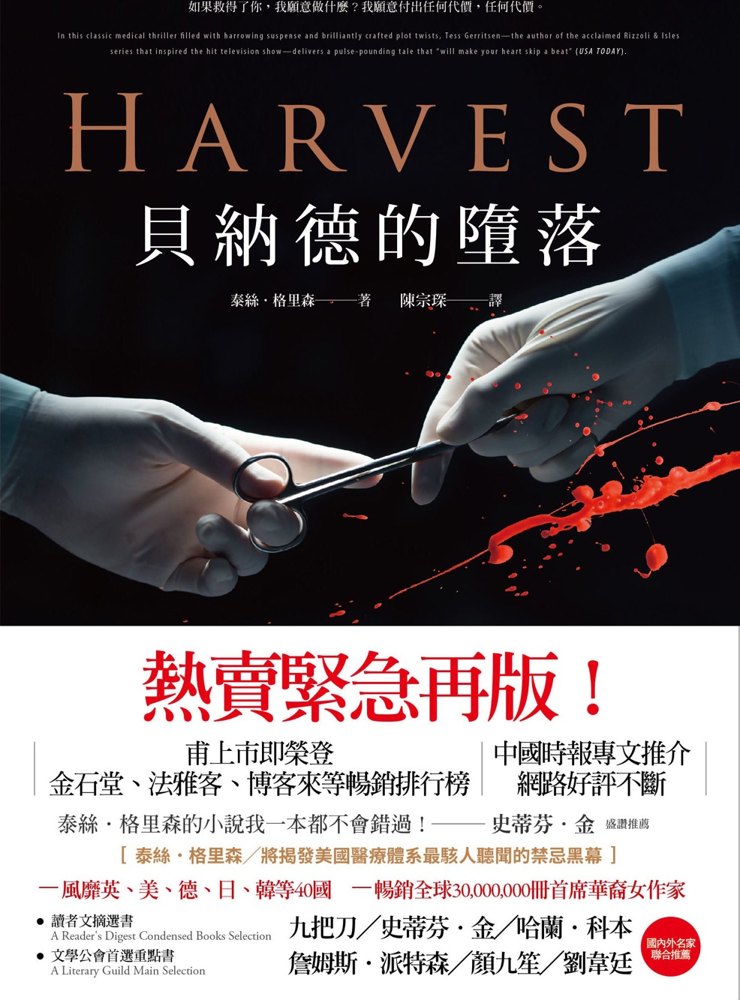 如果救得了你，我願意做什麼？我願意付出任何代價，任何代價。
In this classic medical thriller filled with harrowing suspense and brilliantly crafted plot twists, Tess Gerritsen—the author of the acclaimed Rizzoli & Isles
series that inspired the hit television show—delivers a pulse-pounding tale that “will make your heart skip a beat” (USA TODAY).
HARVEST
貝納德的墮落
泰絲・格里森——著 陳宗琛——譯
熱賣緊急再版！
甫上市即榮登
金石堂、法雅客、博客來等暢銷排行榜
中國時報專文推介
網路好評不斷
泰絲・格里森的小說我一本都不會錯過！——史蒂芬・金 盛讚推薦
[ 泰絲・格里森／將揭發美國醫療體系最駭人聽聞的禁忌黑幕 ]
—風靡英、美、德、日、韓等40國 —暢銷全球30,000,000冊首席華裔女作家
• 讀者文摘選書
A Reader's Digest Condensed Books Selection
• 文學公會首選重點書
A Literary Guild Main Selection
九把刀／史蒂芬・金／哈蘭・科本
詹姆斯・派特森／顏九笙／劉韋廷
國內外名家
聯合推薦